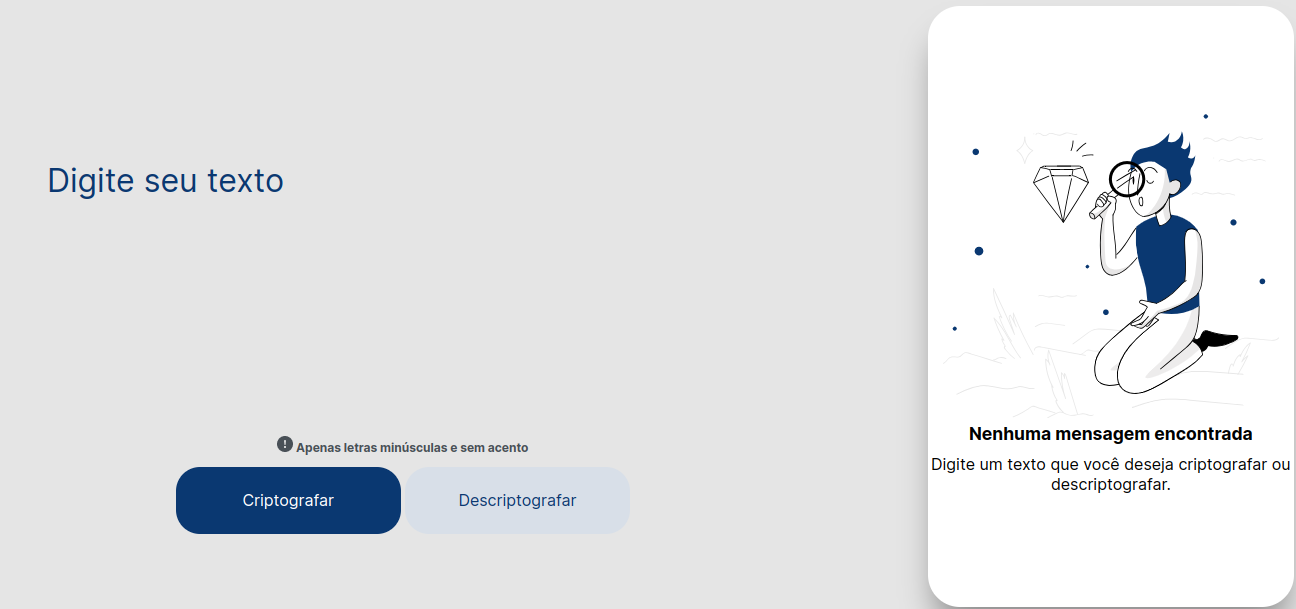 Digite seu texto
Apenas letras minúsculas e sem acento
Criptografar
Descriptografar
Nenhuma mensagem encontrada
Digite um texto que você deseja criptografar ou
descriptografar.